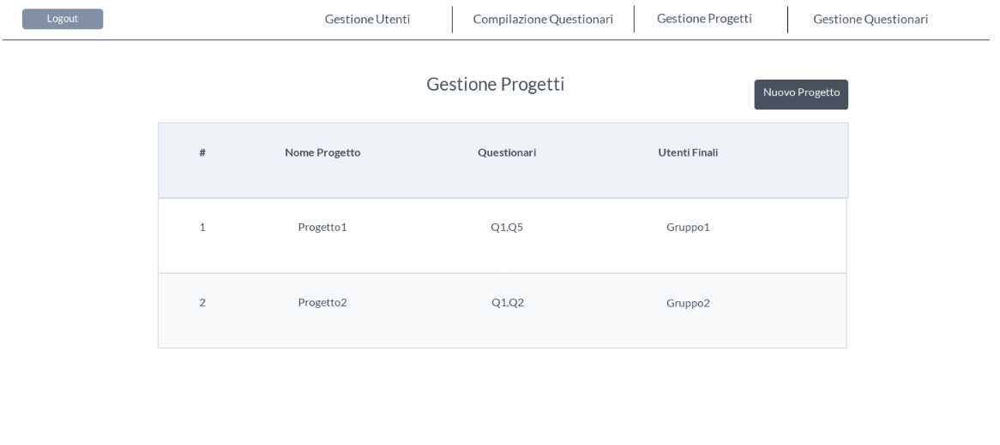 Logout
Gestione Utenti
Compilazione Questionari
Gestione Progetti
Gestione Questionari
Gestione Progetti
Nuovo Progetto
# Nome Progetto Questionari Utenti Finali
1 Progetto1 Q1,Q5 Gruppo1
2 Progetto2 Q1,Q2 Gruppo2